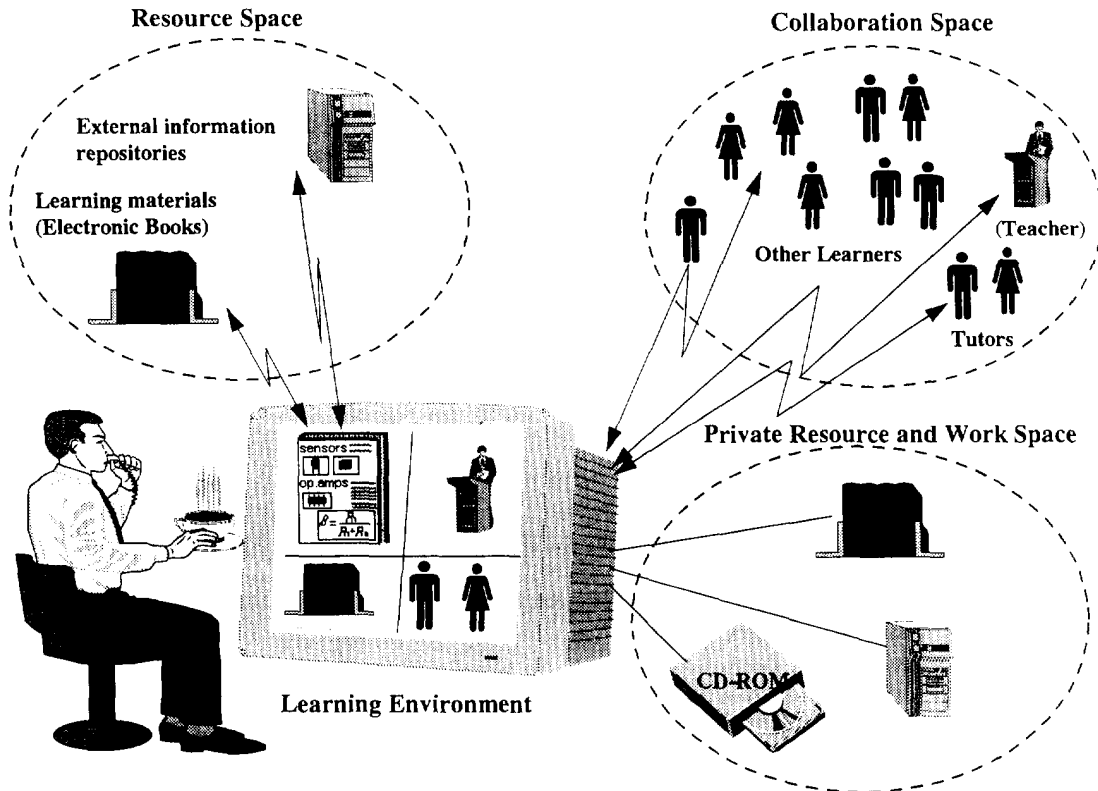 Resource Space
Collaboration Space
External information
repositories
Learning materials
(Electronic Books)
(Teacher)
Other Learners
Tutors
Private Resource and Work Space
sensors
op.amps
CD-ROM
Learning Environment